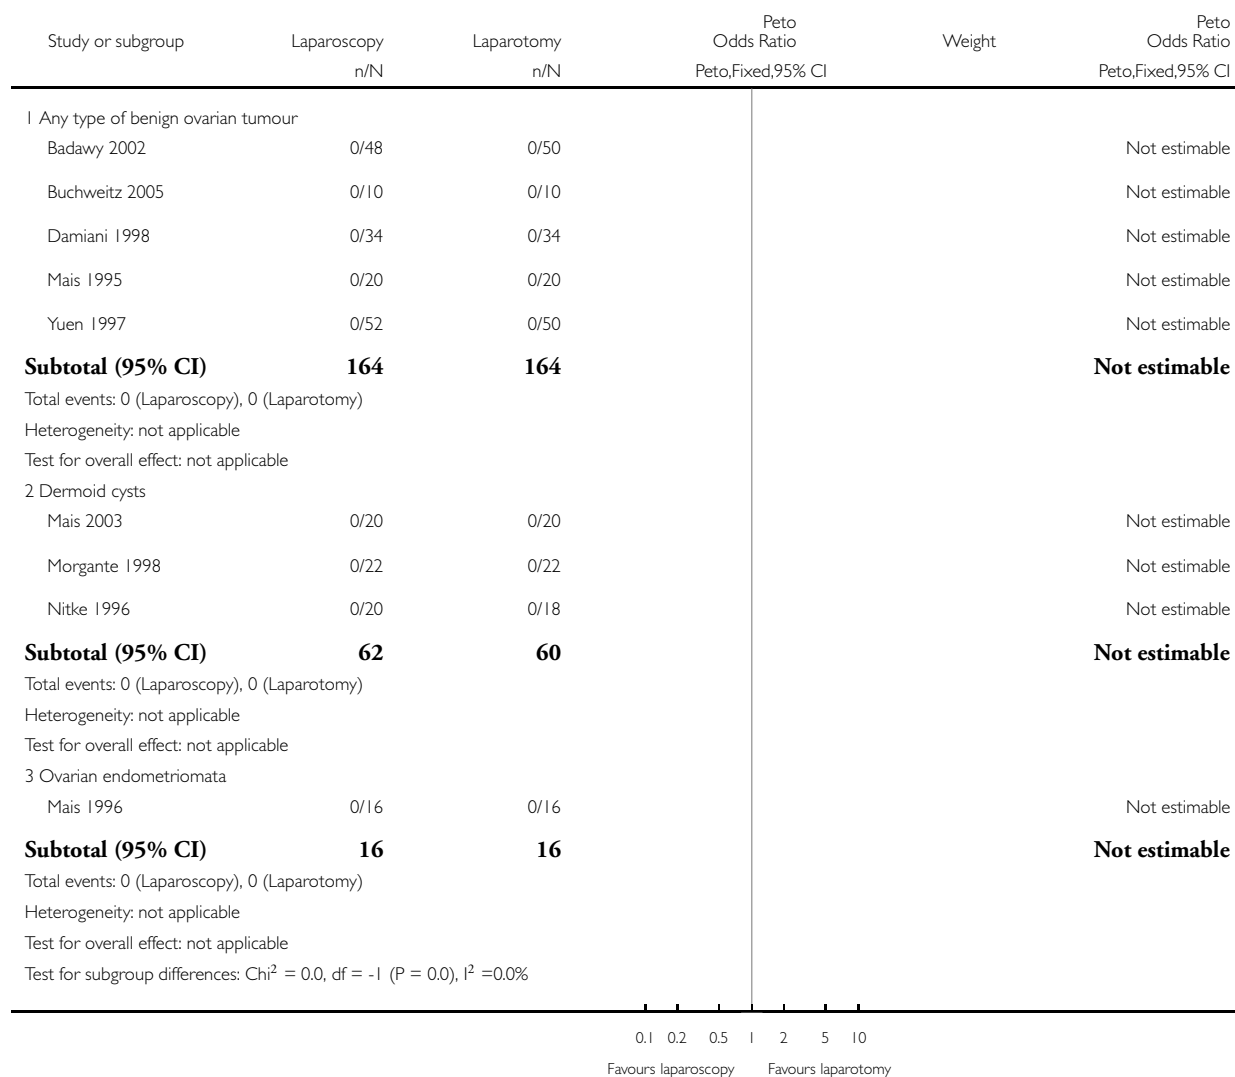 Study or subgroup Laparoscopy Laparotomy Peto Odds Ratio Weight Peto Odds Ratio
n/N n/N Peto,Fixed,95% CI Peto,Fixed,95% CI
1 Any type of benign ovarian tumour
Badawy 2002 0/48 0/50 Not estimable
Buchweitz 2005 0/10 0/10 Not estimable
Damiani 1998 0/34 0/34 Not estimable
Mais 1995 0/20 0/20 Not estimable
Yuen 1997 0/52 0/50 Not estimable
Subtotal (95% CI) 164 164 Not estimable
Total events: 0 (Laparoscopy), 0 (Laparotomy)
Heterogeneity: not applicable
Test for overall effect: not applicable
2 Dermoid cysts
Mais 2003 0/20 0/20 Not estimable
Morgante 1998 0/22 0/22 Not estimable
Nitke 1996 0/20 0/18 Not estimable
Subtotal (95% CI) 62 60 Not estimable
Total events: 0 (Laparoscopy), 0 (Laparotomy)
Heterogeneity: not applicable
Test for overall effect: not applicable
3 Ovarian endometriomata
Mais 1996 0/16 0/16 Not estimable
Subtotal (95% CI) 16 16 Not estimable
Total events: 0 (Laparoscopy), 0 (Laparotomy)
Heterogeneity: not applicable
Test for overall effect: not applicable
Test for subgroup differences: Chi² = 0.0, df = -1 (P = 0.0), I² =0.0%
0.1 0.2 0.5 1 2 5 10
Favours laparoscopy Favours laparotomy